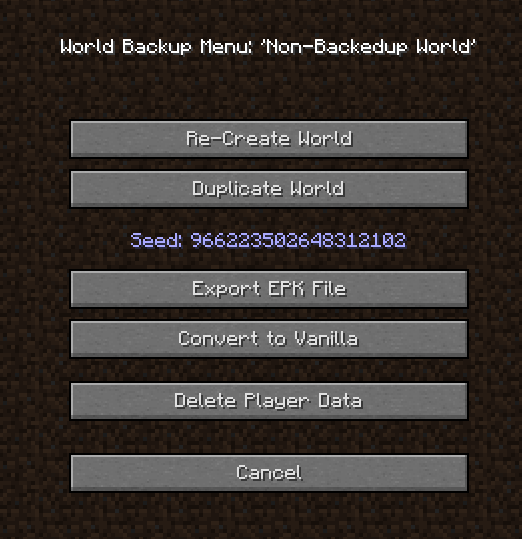 World Backup Menu: 'Non-Backedup World'
Re-Create World
Duplicate World
Seed: 966223502648312102
Export EPK File
Convert to Vanilla
Delete Player Data
Cancel